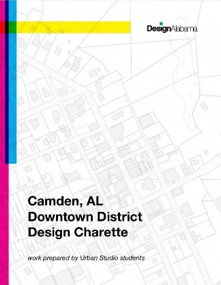 DesignAlabama
Camden, AL
Downtown District
Design Charette
work prepared by Urban Studio students